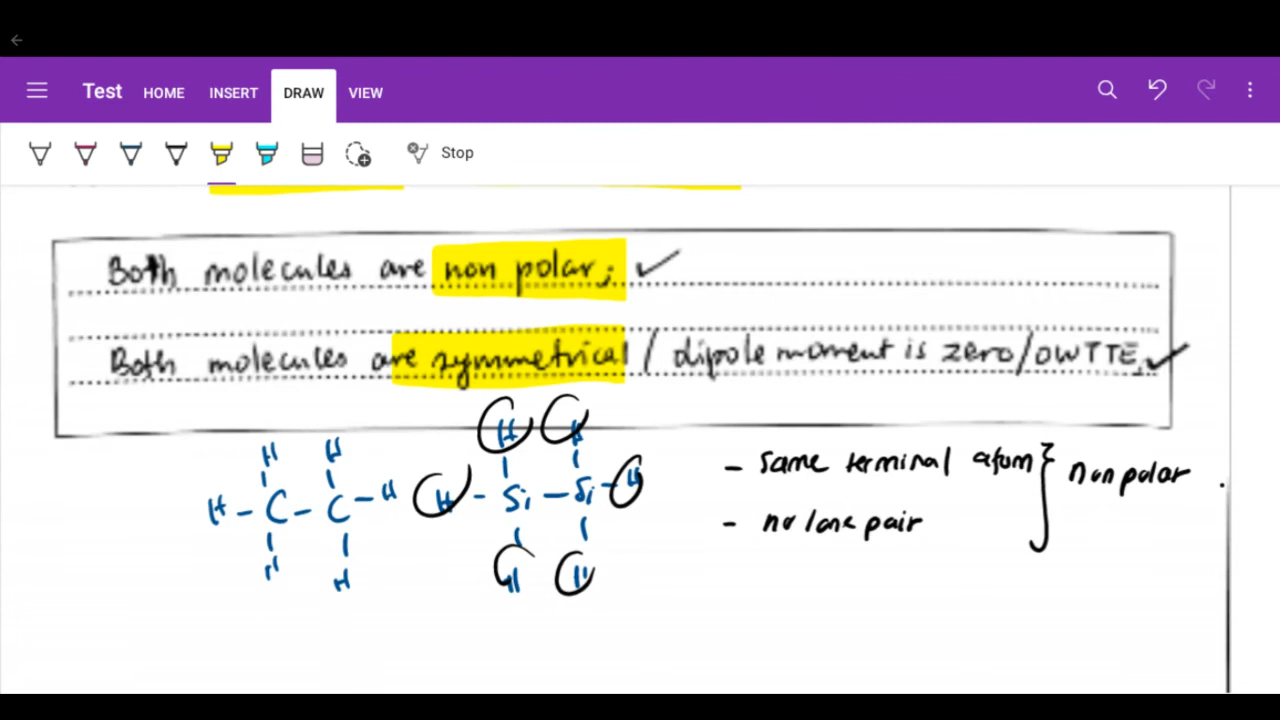 Test HOME INSERT DRAW VIEW
Stop
Both molecules are non polar;
Both molecules are symmetrical / dipole moment is zero/OWTTE.
H H H H
H - C - C - H H - Si - Si - H
H H H H
- same terminal atom
- no lone pair
non polar